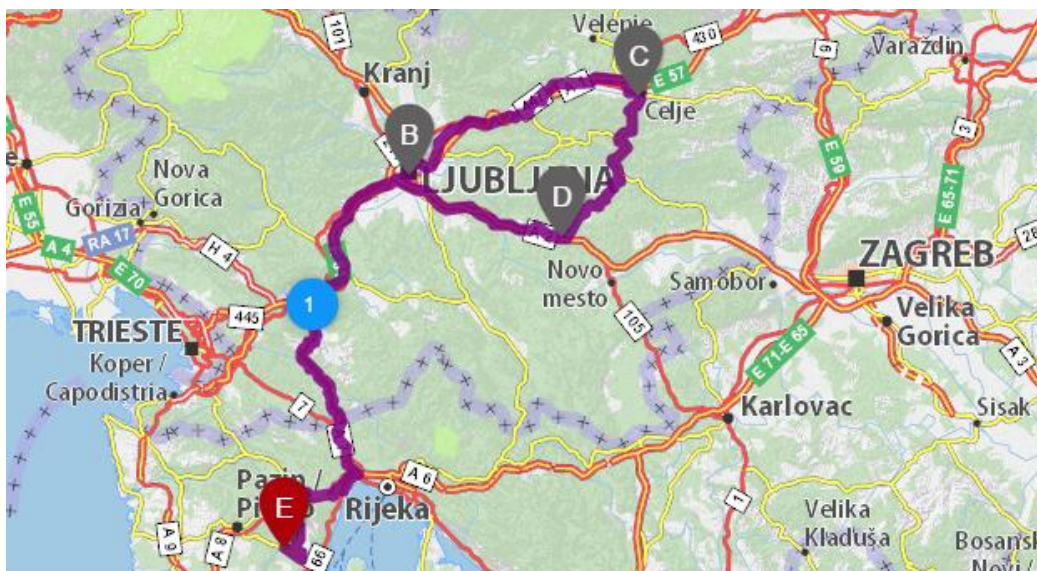 101
Velenje
430
6
Varaždin
Kranj
C
E 57
Celje
3
B
LJUBLJANA
E 59
E 65-71
Nova
Gorica
D
E 55
Gorizia
A 4
RA 17
H 4
E 70
28
ZAGREB
Novo
mesto
Samobor
1
445
TRIESTE
Velika
Gorica
105
Koper /
Capodistria
E 71-E 65
A 3
7
Karlovac
Sisak
A 6
Pazin /
E
Rijeka
1
A 9
A 8
66
Velika
Kladuša
Bosans
Novi /